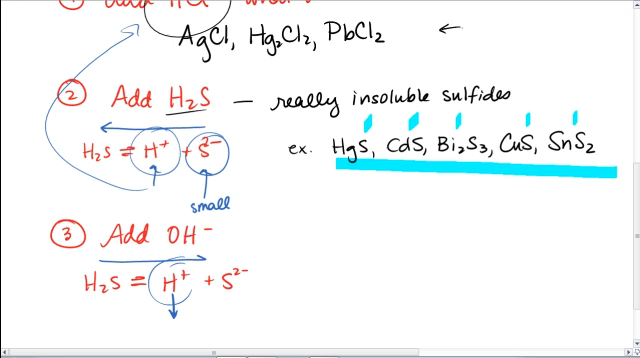 ①
AgCl, Hg₂Cl₂, PbCl₂ ←
② Add H₂S — really insoluble sulfides
H₂S = H⁺ + S²⁻ ex. HgS, CdS, Bi₂S₃, CuS, SnS₂
small
③ Add OH⁻
H₂S = H⁺ + S²⁻